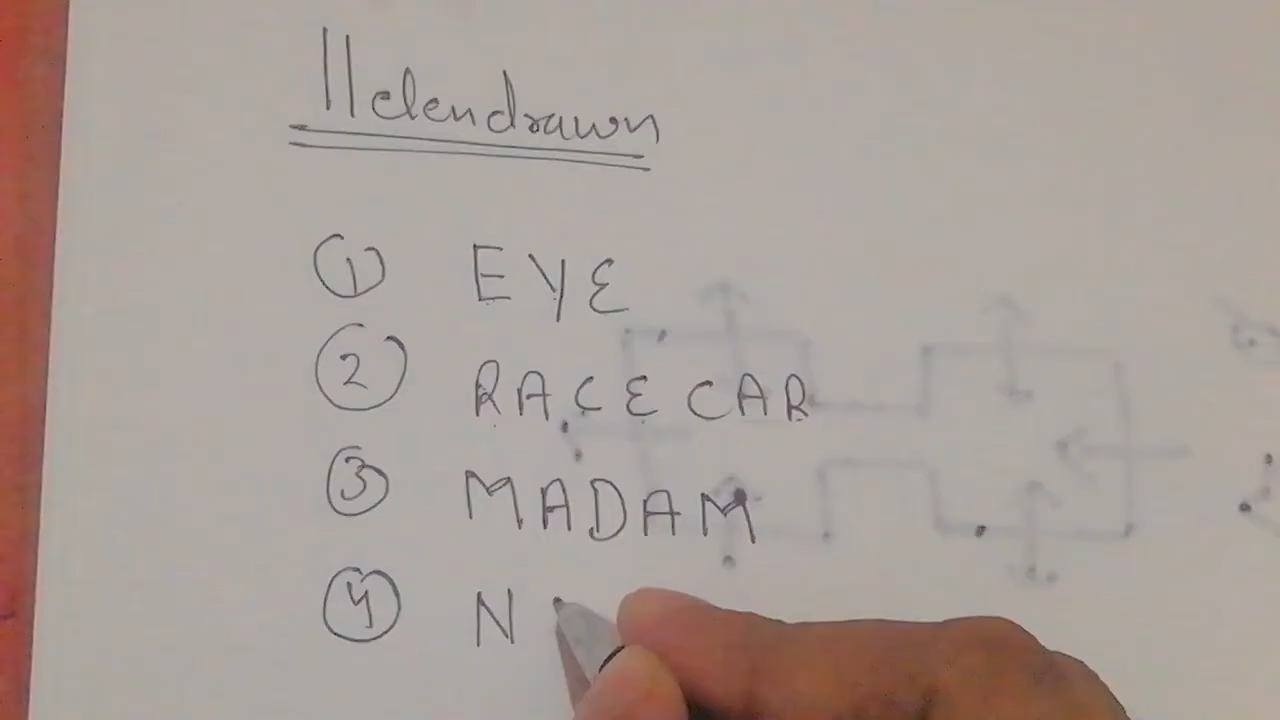 Helendrawn
① EYE
② RACECAR
③ MADAM
④ N